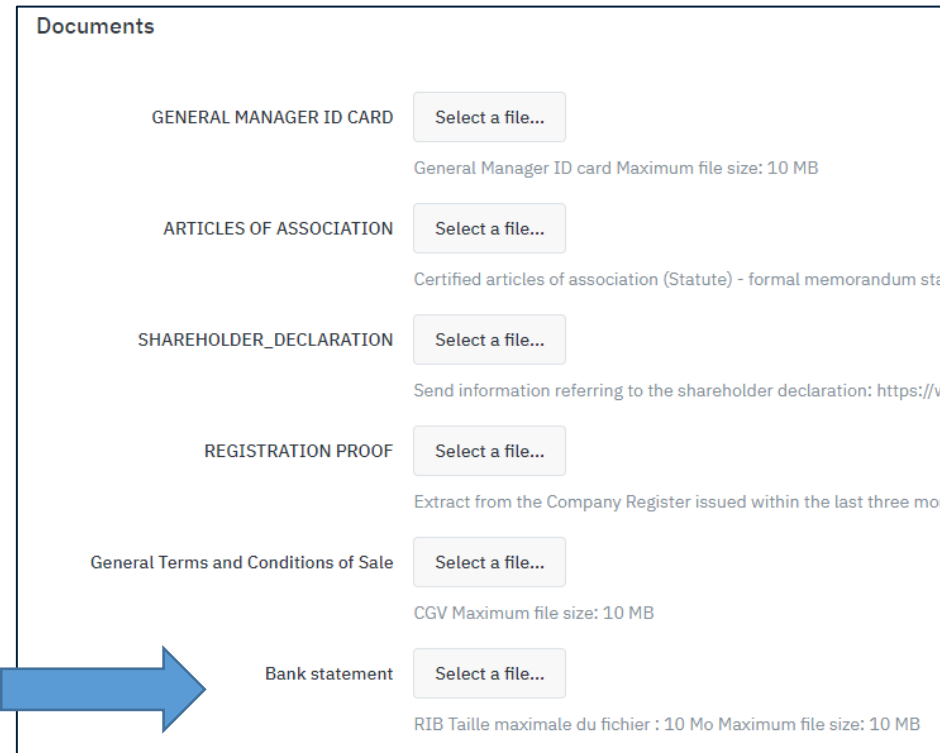 Documents
GENERAL MANAGER ID CARD Select a file...
General Manager ID card Maximum file size: 10 MB
ARTICLES OF ASSOCIATION Select a file...
Certified articles of association (Statute) - formal memorandum
SHAREHOLDER_DECLARATION Select a file...
Send information referring to the shareholder declaration: https://
REGISTRATION PROOF Select a file...
Extract from the Company Register issued within the last three
General Terms and Conditions of Sale Select a file...
CGV Maximum file size: 10 MB
Bank statement Select a file...
RIB Taille maximale du fichier : 10 Mo Maximum file size: 10 MB